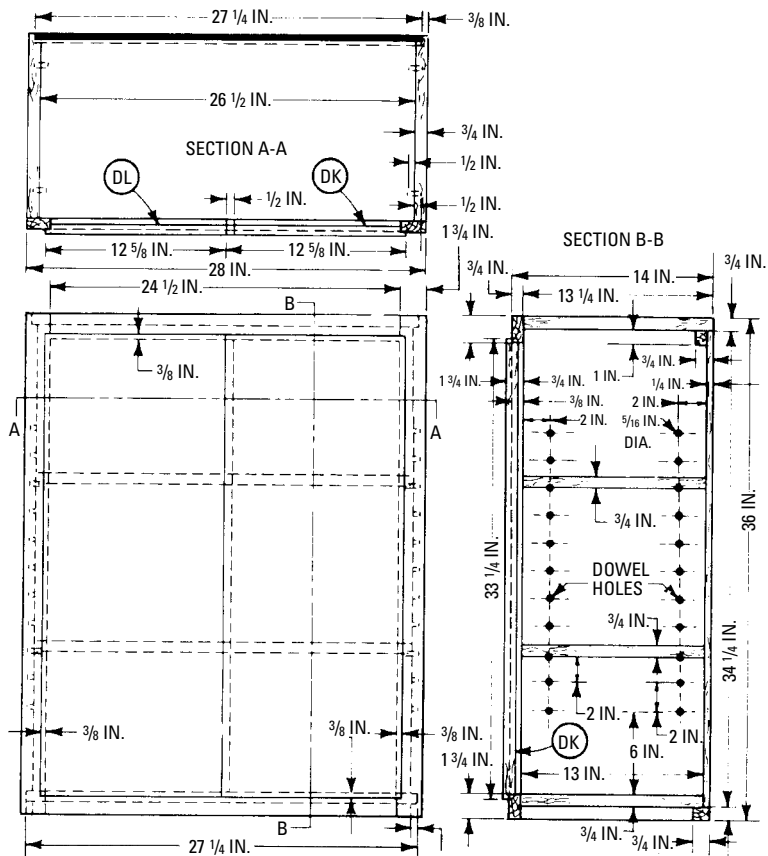 27 1/4 IN.
3/8 IN.
26 1/2 IN.
3/4 IN.
SECTION A-A
1/2 IN.
DL
DK
1/2 IN.
1/2 IN.
12 5/8 IN.
12 5/8 IN.
1 3/4 IN.
28 IN.
24 1/2 IN.
B
3/8 IN.
A
A
3/8 IN.
3/8 IN.
3/8 IN.
B
27 1/4 IN.
SECTION B-B
3/4 IN.
14 IN.
3/4 IN.
13 1/4 IN.
3/4 IN.
1 3/4 IN.
3/4 IN.
1 IN.
1/4 IN.
3/8 IN.
2 IN.
2 IN.
5/16 IN.
DIA.
3/4 IN.
36 IN.
33 1/4 IN.
DOWEL
HOLES
3/4 IN.
34 1/4 IN.
2 IN.
2 IN.
DK
6 IN.
1 3/4 IN.
13 IN.
3/4 IN.
3/4 IN.